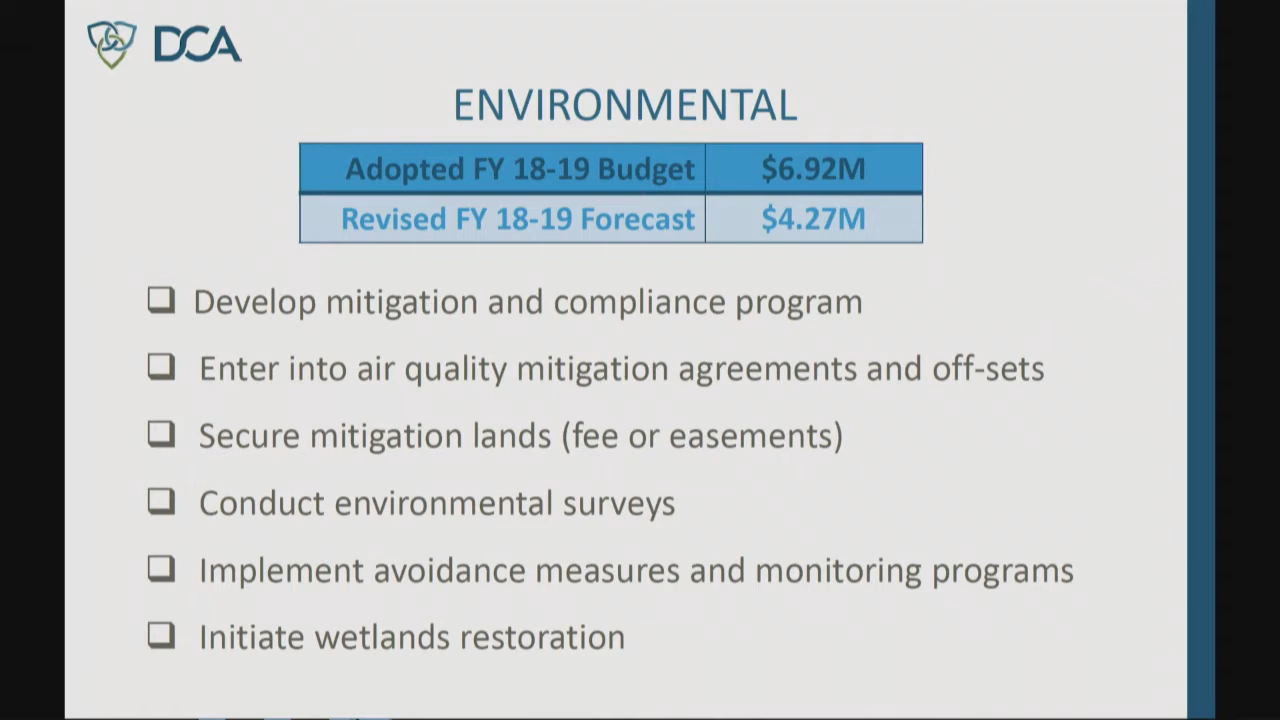 DCA
ENVIRONMENTAL
Adopted FY 18-19 Budget $6.92M
Revised FY 18-19 Forecast $4.27M
Develop mitigation and compliance program
Enter into air quality mitigation agreements and off-sets
Secure mitigation lands (fee or easements)
Conduct environmental surveys
Implement avoidance measures and monitoring programs
Initiate wetlands restoration